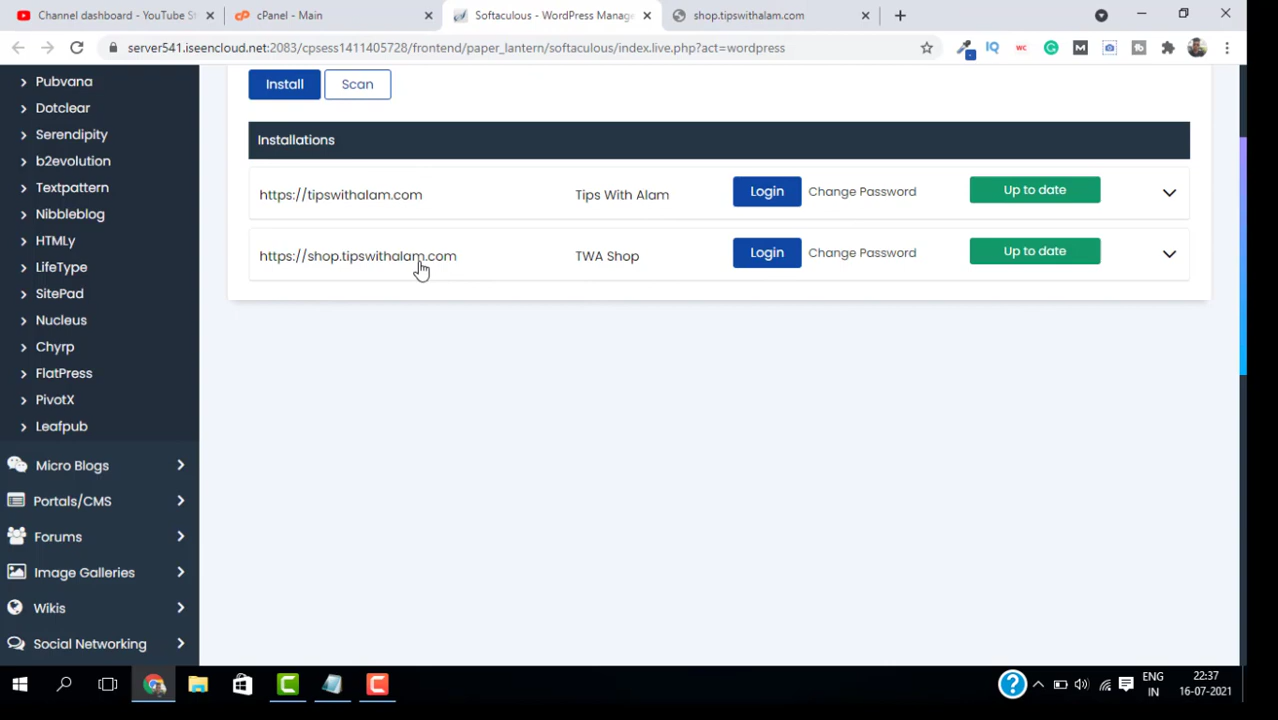 Channel dashboard - YouTube St
cPanel - Main
Softaculous - WordPress Manage
shop.tipswithalam.com
server541.iseencloud.net:2083/cpsess1411405728/frontend/paper_lantern/softaculous/index.live.php?act=wordpress
Pubvana
Dotclear
Serendipity
b2evolution
Textpattern
Nibbleblog
HTMLy
LifeType
SitePad
Nucleus
Chyrp
FlatPress
PivotX
Leafpub
Micro Blogs
Portals/CMS
Forums
Image Galleries
Wikis
Social Networking
Install
Scan
Installations
https://tipswithalam.com
Tips With Alam
Login
Change Password
Up to date
https://shop.tipswithalam.com
TWA Shop
Login
Change Password
Up to date
ENG
IN
22:37
16-07-2021